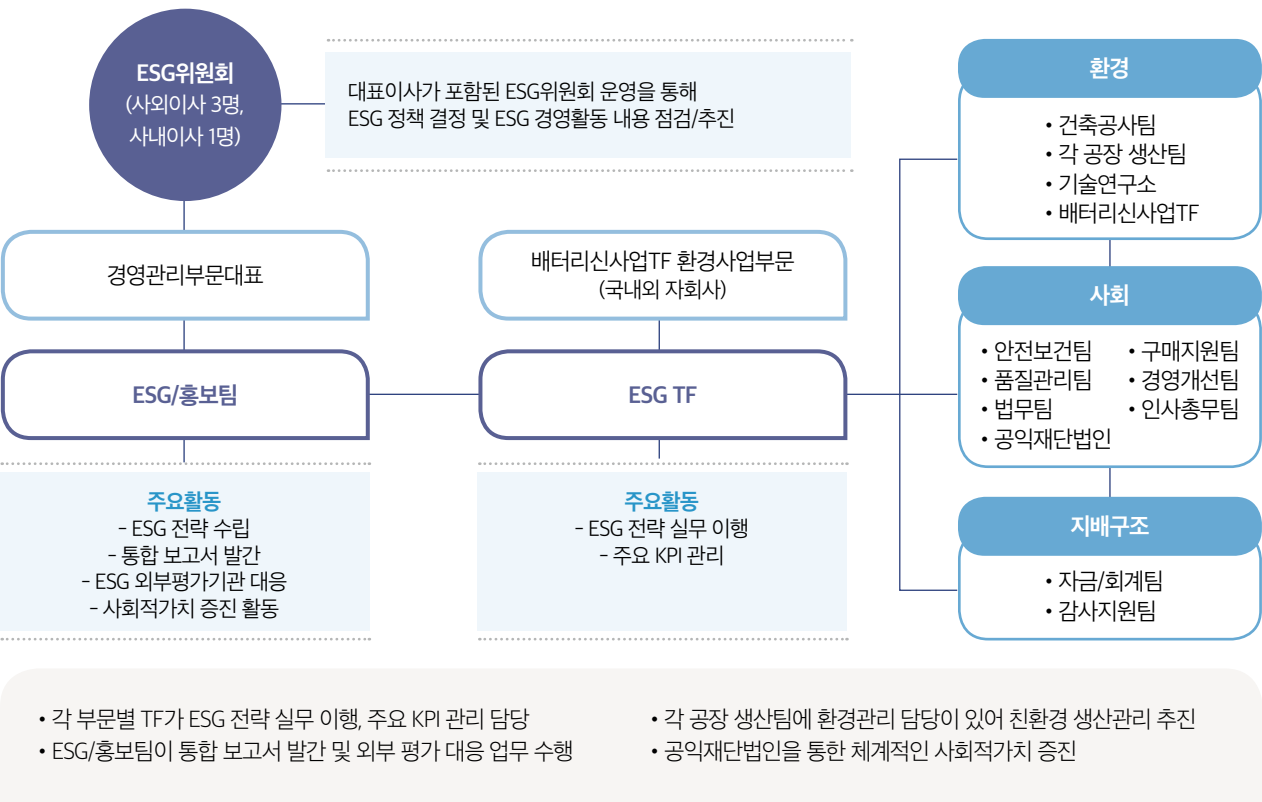 ESG위원회
(사외이사 3명,
사내이사 1명)
대표이사가 포함된 ESG위원회 운영을 통해
ESG 정책 결정 및 ESG 경영활동 내용 점검/추진
경영관리부문대표
배터리신사업TF 환경사업부문
(국내외 자회사)
ESG/홍보팀
ESG TF
주요활동
- ESG 전략 수립
- 통합 보고서 발간
- ESG 외부평가기관 대응
- 사회적가치 증진 활동
주요활동
- ESG 전략 실무 이행
- 주요 KPI 관리
환경
• 건축공사팀
• 각 공장 생산팀
• 기술연구소
• 배터리신사업TF
사회
• 안전보건팀
• 품질관리팀
• 법무팀
• 공익재단법인
• 구매지원팀
• 경영개선팀
• 인사총무팀
지배구조
• 자금/회계팀
• 감사지원팀
• 각 부문별 TF가 ESG 전략 실무 이행, 주요 KPI 관리 담당
• ESG/홍보팀이 통합 보고서 발간 및 외부 평가 대응 업무 수행
• 각 공장 생산팀에 환경관리 담당이 있어 친환경 생산관리 추진
• 공익재단법인을 통한 체계적인 사회적가치 증진